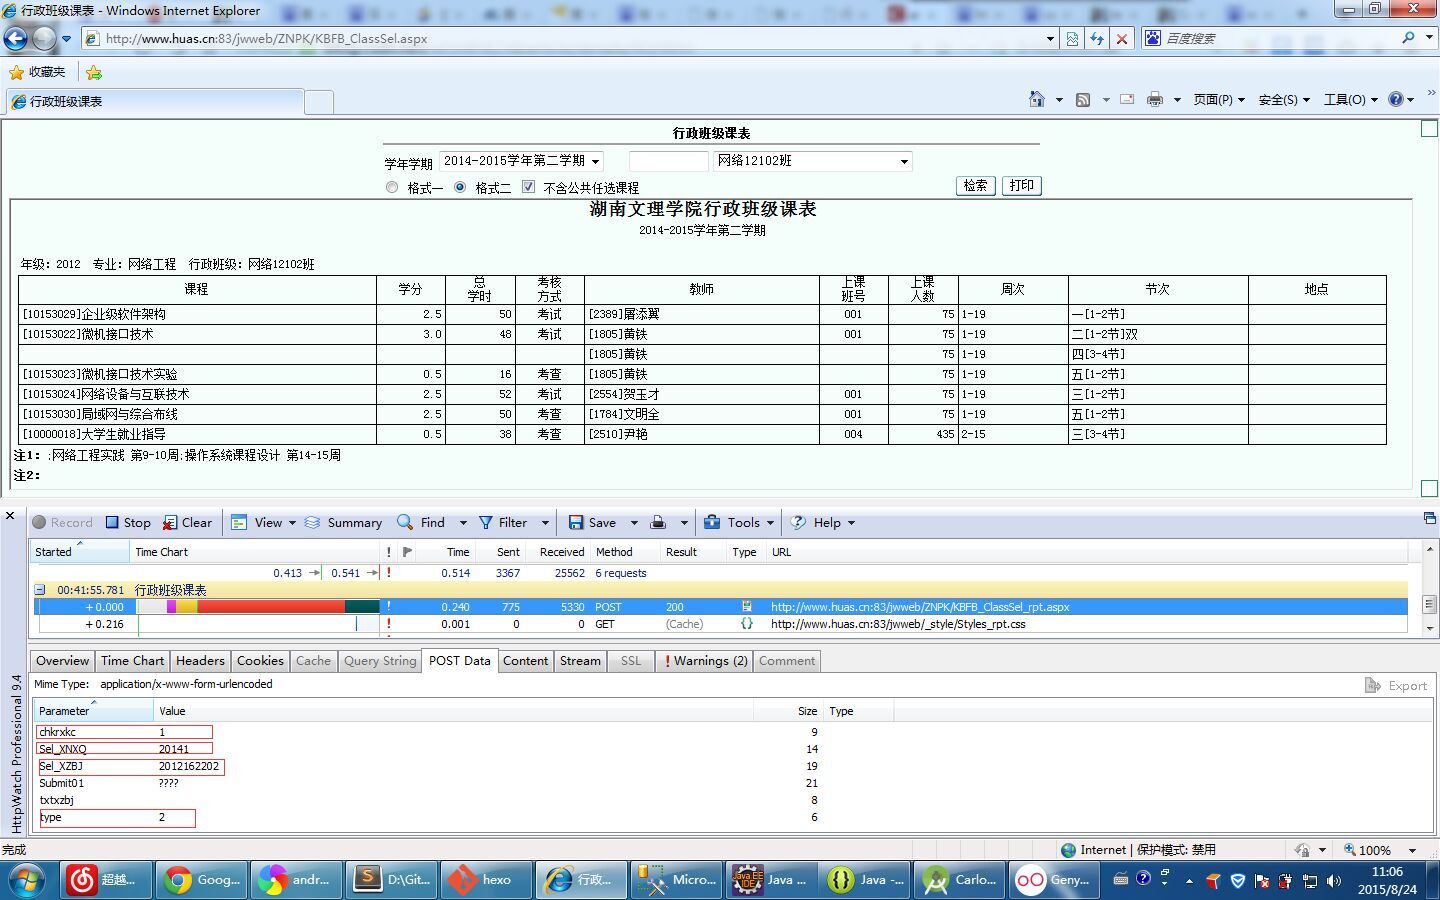 行政班级课表 - Windows Internet Explorer
http://www.huas.cn:83/jwweb/ZNPK/KBFB_ClassSel.aspx
百度搜索
收藏夹
行政班级课表
页面(P) 安全(S) 工具(O)
行政班级课表
学年学期 2014-2015学年第二学期 网络12102班
格式一 格式二 不含公共任选课程 检索 打印
湖南文理学院行政班级课表
2014-2015学年第二学期
年级：2012 专业：网络工程 行政班级：网络12102班
课程 学分 总学时 考核方式 教师 上课班号 上课人数 周次 节次 地点
[10153029]企业级软件架构 2.5 50 考试 [2389]屠添翼 001 75 1-19 一[1-2节]
[10153022]微机接口技术 3.0 48 考试 [1805]黄铁 001 75 1-19 二[1-2节]双
[1805]黄铁 75 1-19 四[3-4节]
[10153023]微机接口技术实验 0.5 16 考查 [1805]黄铁 75 1-19 五[1-2节]
[10153024]网络设备与互联技术 2.5 52 考试 [2554]贺玉才 001 75 1-19 三[1-2节]
[10153030]局域网与综合布线 2.5 50 考查 [1784]文明全 001 75 1-19 五[1-2节]
[10000018]大学生就业指导 0.5 38 考查 [2510]尹艳 004 435 2-15 三[3-4节]
注1：;网络工程实践 第9-10周;操作系统课程设计 第14-15周
注2：
Record Stop Clear View Summary Find Filter Save Tools Help
Started Time Chart ! Time Sent Received Method Result Type URL
0.413 0.541 ! 0.514 3367 25562 6 requests
00:41:55.781 行政班级课表
+ 0.000 ! 0.240 775 5330 POST 200 http://www.huas.cn:83/jwweb/ZNPK/KBFB_ClassSel_rpt.aspx
+ 0.216 ! 0.001 0 0 GET (Cache) http://www.huas.cn:83/jwweb/_style/Styles_rpt.css
Overview Time Chart Headers Cookies Cache Query String POST Data Content Stream SSL ! Warnings (2) Comment
Mime Type: application/x-www-form-urlencoded Export
Parameter Value Size Type
chkrxkc 1 9
Sel_XNXQ 20141 14
Sel_XZBJ 2012162202 19
Submit01 ???? 21
txtxzbj 8
type 2 6
HttpWatch Professional 9.4
完成 Internet | 保护模式: 禁用 100%
超越... Goog... andr... D:\Git... hexo 行政... Micro... Java ... Java -... Carlo... Geny...
11:06
2015/8/24